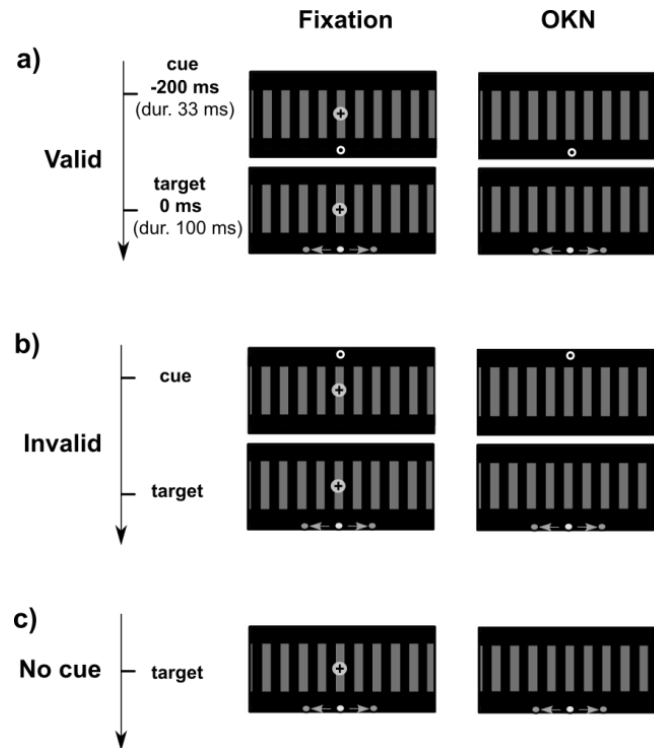 Fixation OKN
a)
cue
-200 ms
(dur. 33 ms)
Valid
target
0 ms
(dur. 100 ms)
b)
cue
Invalid
target
c)
No cue
target